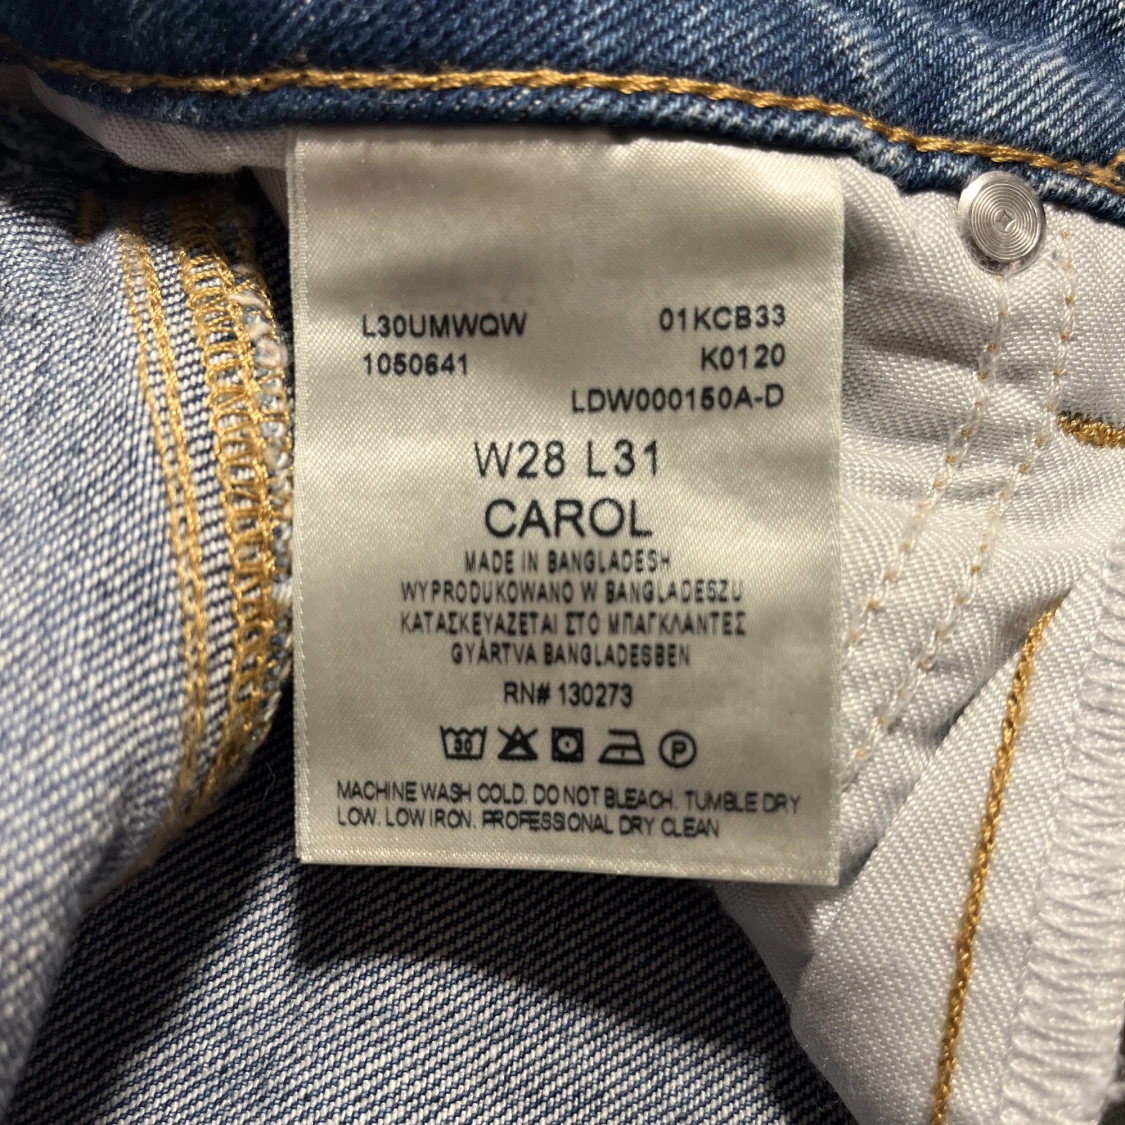 L30UMWQW 01KCB33
1050641 K0120
LDW000150A-D
W28 L31
CAROL
MADE IN BANGLADESH
WYPRODUKOWANO W BANGLADESZU
ΚΑΤΑΣΚΕΥΑΖΕΤΑΙ ΣΤΟ ΜΠΑΓΚΛΑΝΤΕΣ
GYÁRTVA BANGLADESBEN
RN# 130273
30 P
MACHINE WASH COLD. DO NOT BLEACH. TUMBLE DRY
LOW. LOW IRON. PROFESSIONAL DRY CLEAN